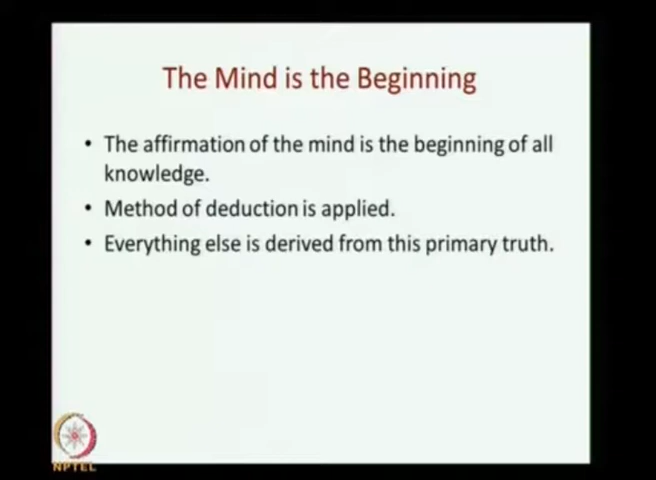 The Mind is the Beginning
• The affirmation of the mind is the beginning of all
knowledge.
• Method of deduction is applied.
• Everything else is derived from this primary truth.
NPTEL